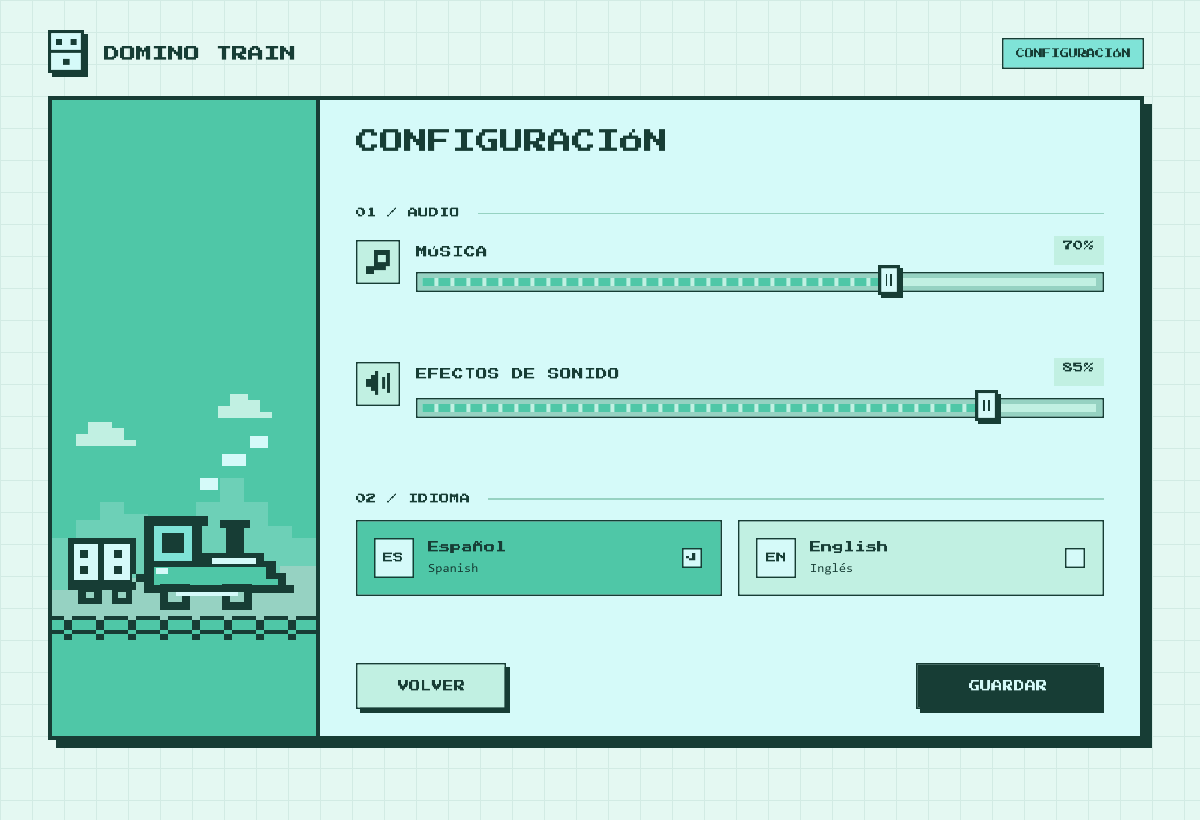 DOMINO TRAIN
CONFIGURACIóN
CONFIGURACIóN
01 / AUDIO
MúSICA
70%
EFECTOS DE SONIDO
85%
02 / IDIOMA
ES
Español
Spanish
EN
English
Inglés
VOLVER
GUARDAR